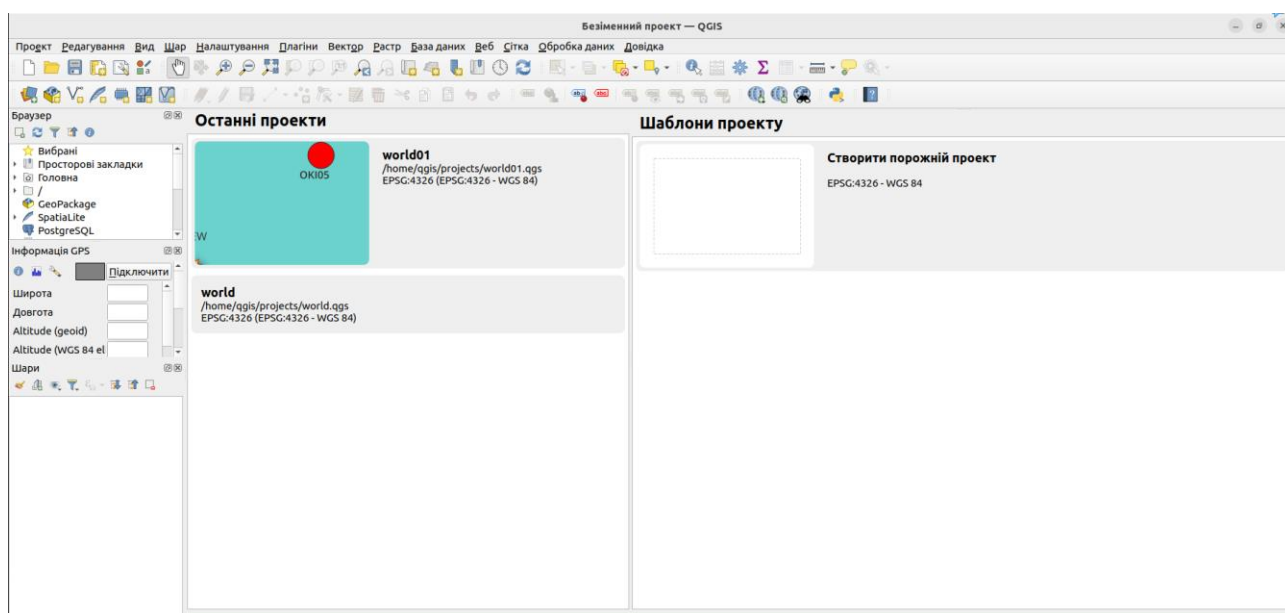 Безіменний проект — QGIS
Проект Редагування Вид Шар Налаштування Плагіни Вектор Растр База даних Веб Сітка Обробка даних Довідка
Браузер
Вибрані
Просторові закладки
Головна
/
GeoPackage
SpatiaLite
PostgreSQL
Інформація GPS
Підключити
Широта
Довгота
Altitude (geoid)
Altitude (WGS 84 el
Шари
Останні проекти
OKI05
W
world01
/home/qgis/projects/world01.qgs
EPSG:4326 (EPSG:4326 - WGS 84)
world
/home/qgis/projects/world.qgs
EPSG:4326 (EPSG:4326 - WGS 84)
Шаблони проекту
Створити порожній проект
EPSG:4326 - WGS 84